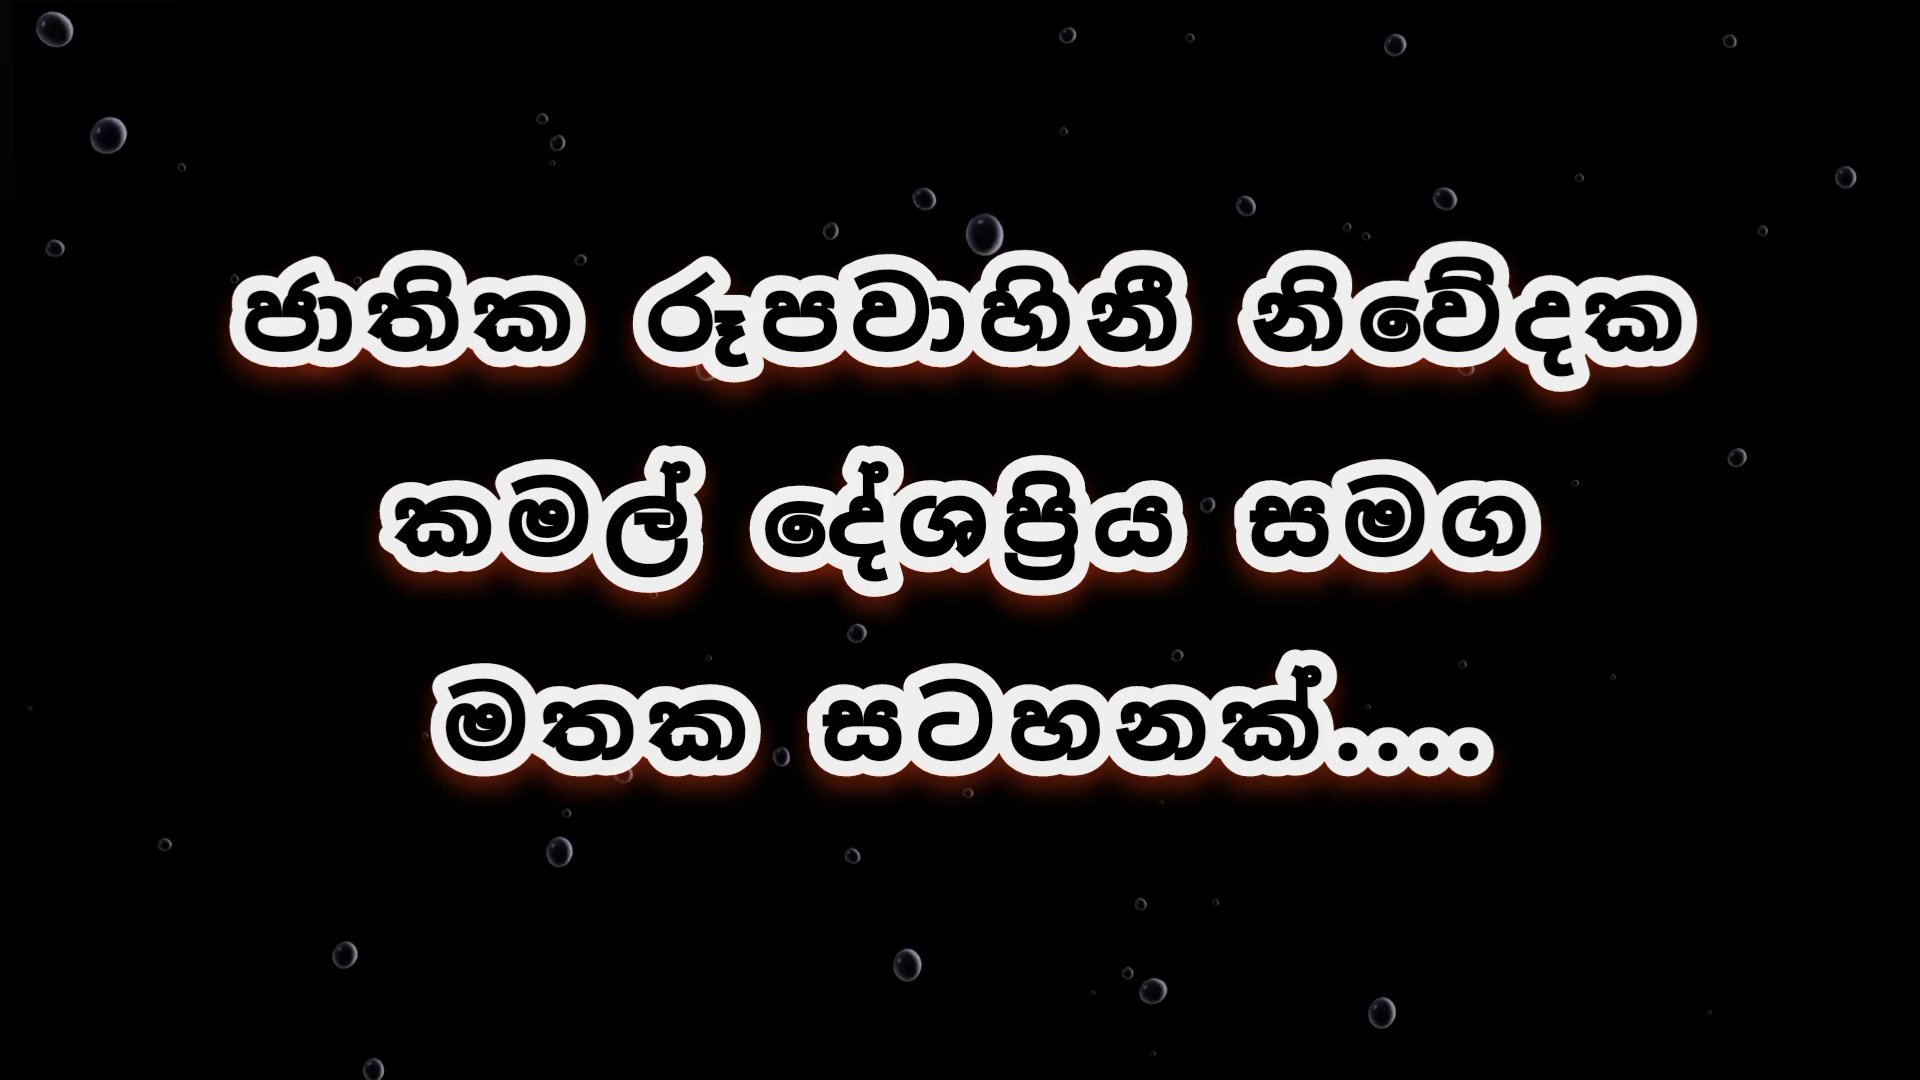 ජාතික රූපවාහිනී නිවේදක
කමල් දේශප්‍රිය සමග
මතක සටහනක්....